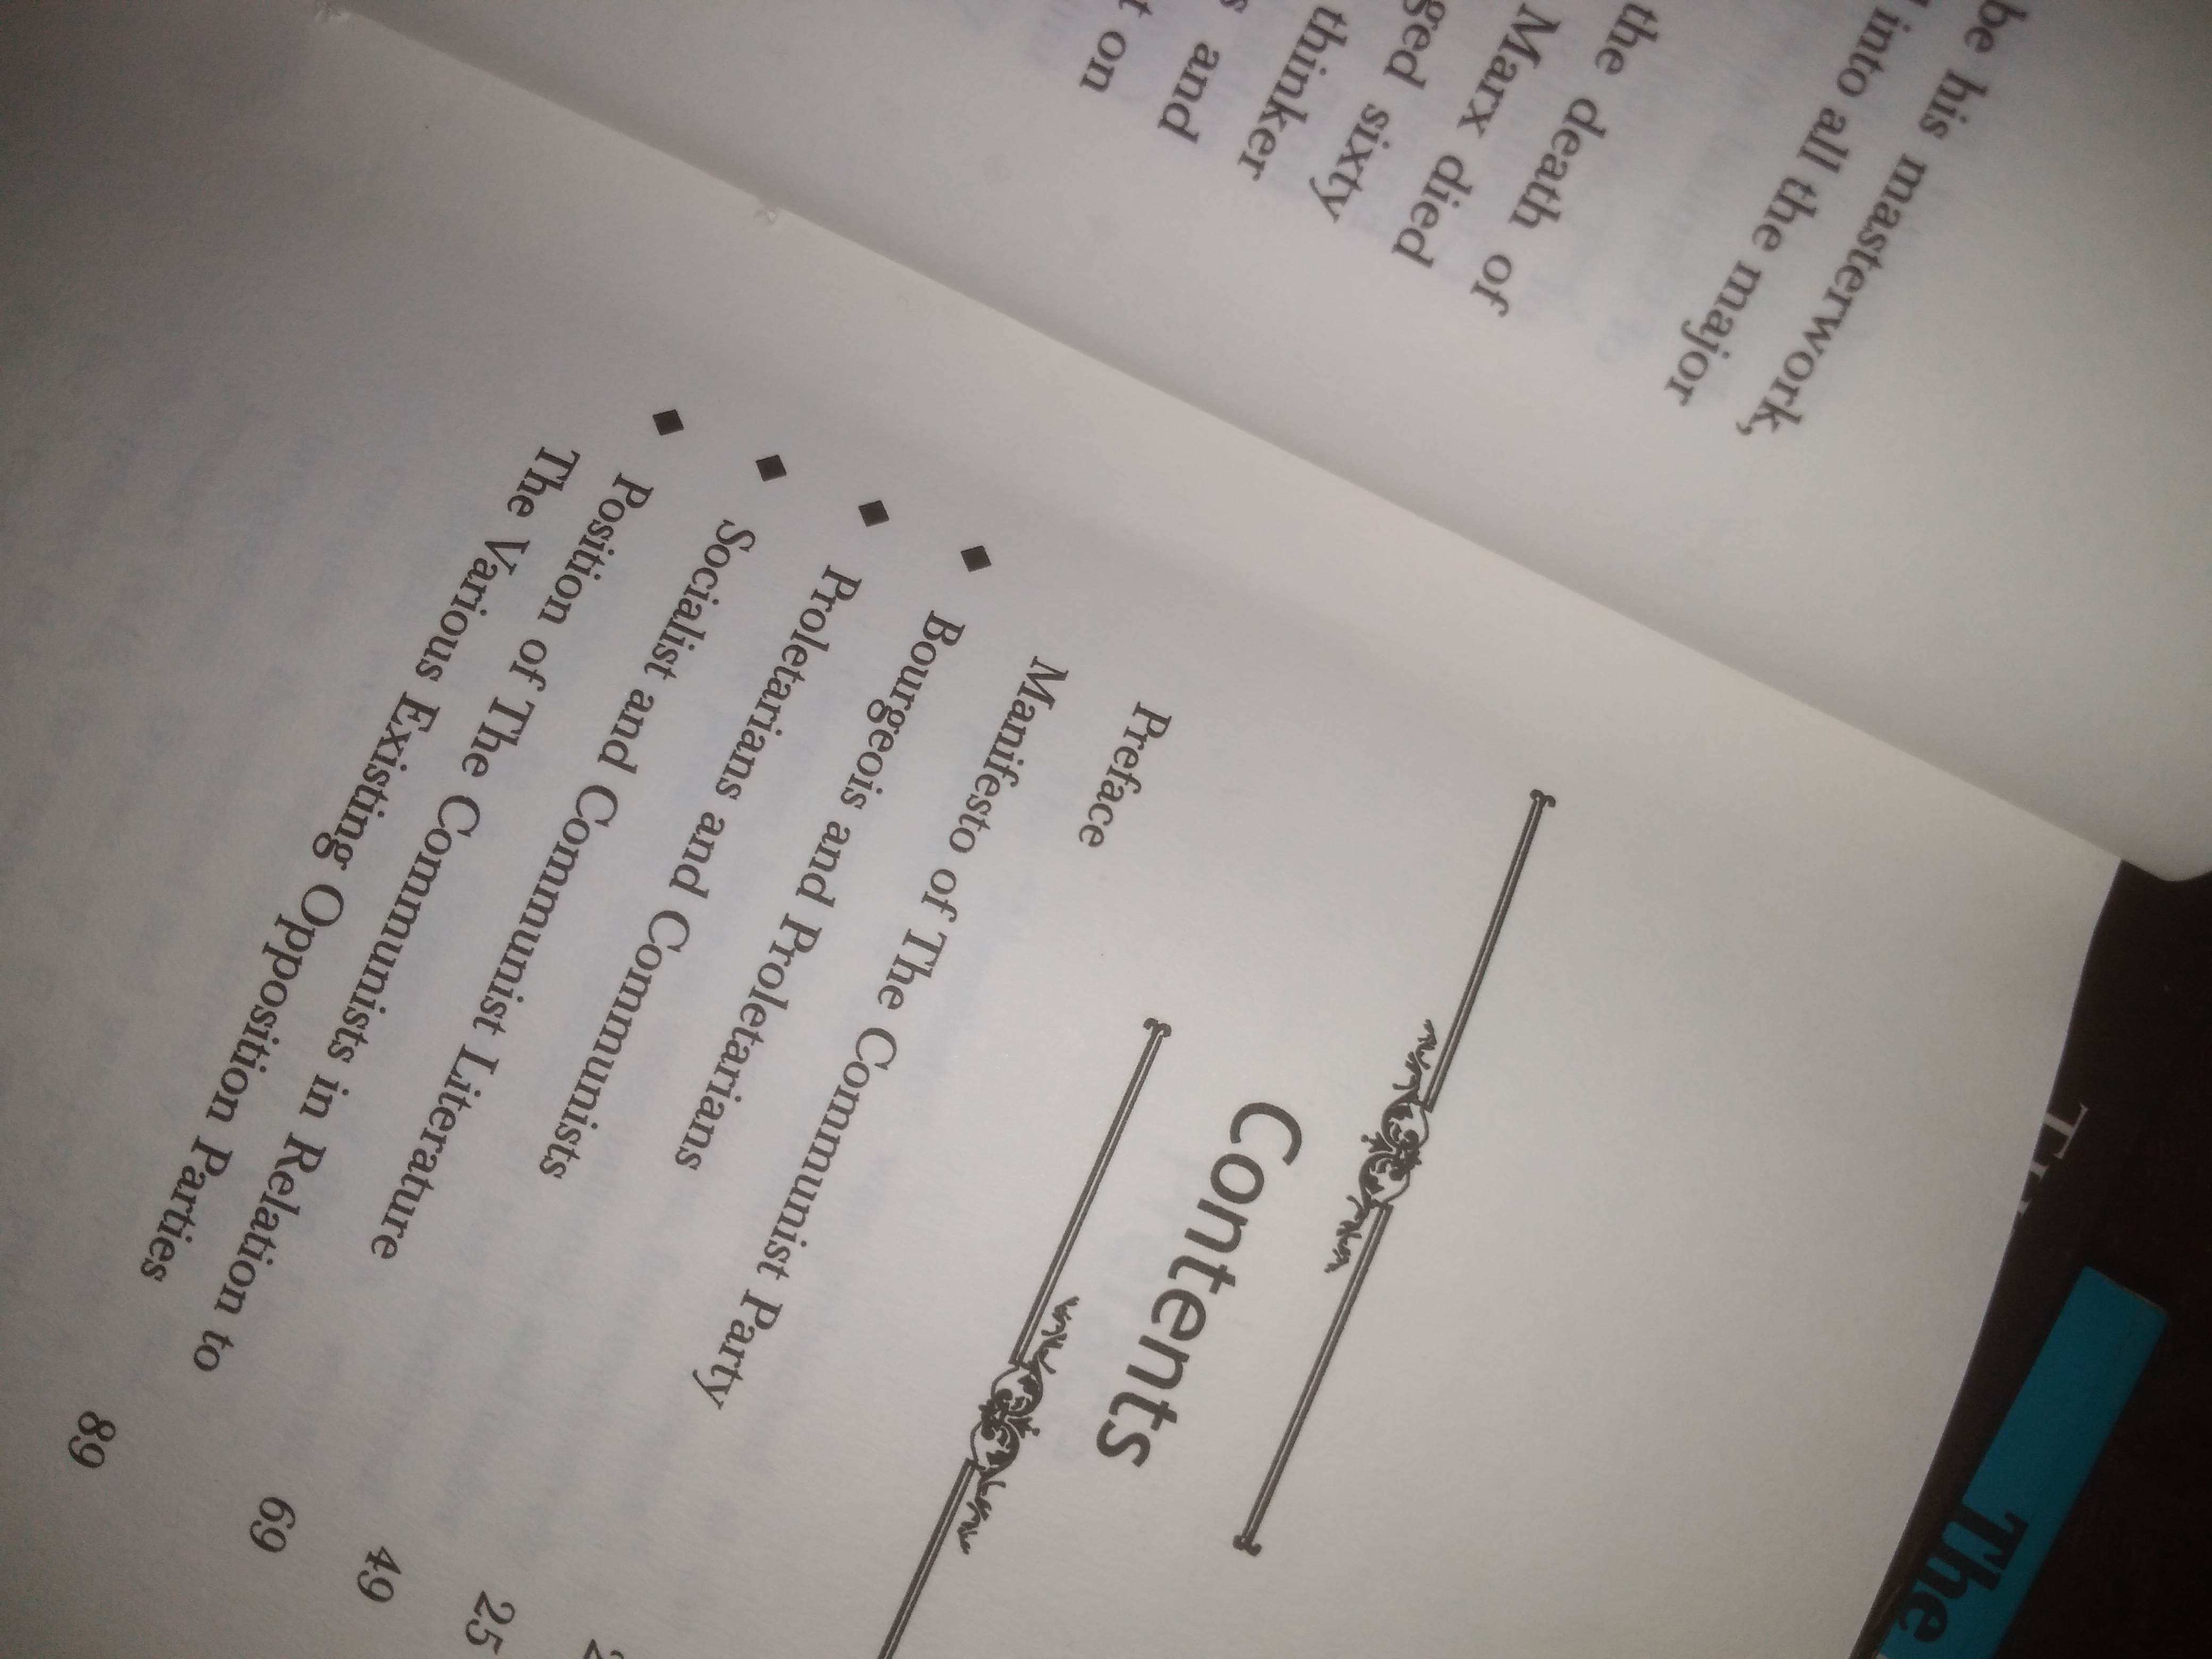 be his masterwork,
into all the major
the death of
Marx died
sixty
thinker
and
t on
Contents
Preface
Manifesto of The Communist Party
Bourgeois and Proletarians
25
Proletarians and Communists
49
Socialist and Communist Literature
69
Position of The Communists in Relation to
The Various Existing Opposition Parties
89
The